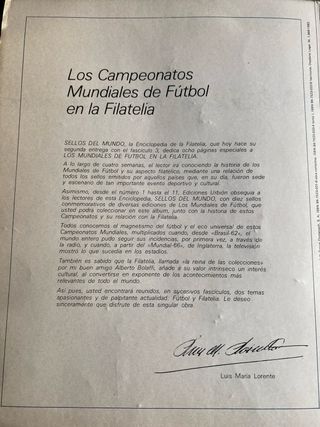 Los Campeonatos
Mundiales de Fútbol
en la Filatelia
SELLOS DEL MUNDO, la Enciclopedia de la Filatelia, que hoy hace su
segunda entrega con el fascículo 3, dedica ocho páginas especiales a
LOS MUNDIALES DE FUTBOL EN LA FILATELIA.
A lo largo de cuatro semanas, el lector irá conociendo la historia de los
Mundiales de Fútbol y su aspecto filatélico, mediante una relación de
todos los sellos emitidos por aquellos países que, en su día, fueron sede
y escenario de tan importante evento deportivo y cultural.
Asimismo, desde el número 1 hasta el 11, Ediciones Urbión obsequia a
los lectores de esta Enciclopedia, SELLOS DEL MUNDO, con diez sellos
conmemorativos de diversas ediciones de los Mundiales de Fútbol, que
usted podrá coleccionar en este álbum, junto con la historia de estos
Campeonatos y su relación con la Filatelia.
Todos conocemos el magnetismo del fútbol y el eco universal de estos
Campeonatos Mundiales, multiplicados cuando, desde «Brasil-62», el
mundo entero pudo seguir sus incidencias, por primera vez, a través de
la radio, y cuando, a partir del «Mundial-66», de Inglaterra, la televisión
mostró lo que sucedía en los estadios.
También es sabido que la Filatelia, llamada «la reina de las colecciones»
por mi buen amigo Alberto Bolafi, añade a su valor intrínseco un interés
cultural, al convertirse en exponente de los acontecimientos más
relevantes de todo el mundo.
Así pues, usted encontrará reunidos, en sucesivos fascículos, dos temas
apasionantes y de palpitante actualidad: Fútbol y Filatelia. Le deseo
sinceramente que disfrute de esta singular obra.
Luis María Lorente